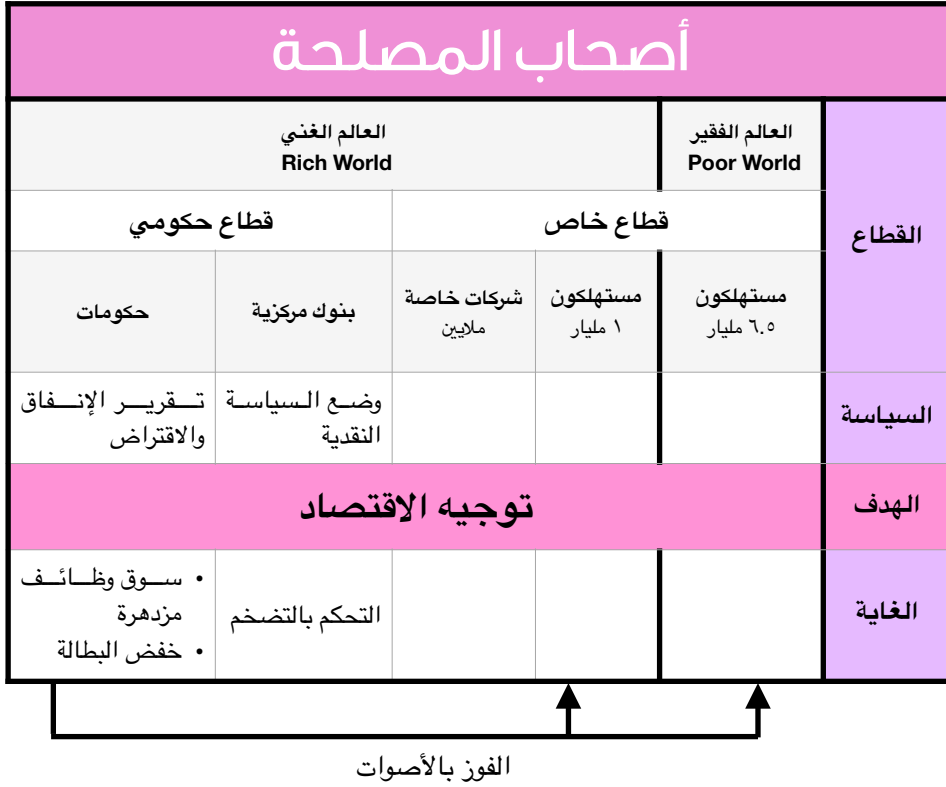 أصحاب المصلحة
القطاع
العالم الفقير
Poor World
العالم الغني
Rich World
قطاع خاص
قطاع حكومي
مستهلكون
٦.٥ مليار
مستهلكون
١ مليار
شركات خاصة
ملايين
بنوك مركزية
حكومات
السياسة
وضع السياسة
النقدية
تقرير الإنفاق
والاقتراض
الهدف
توجيه الاقتصاد
الغاية
التحكم بالتضخم
• سوق وظائف
مزدهرة
• خفض البطالة
الفوز بالأصوات